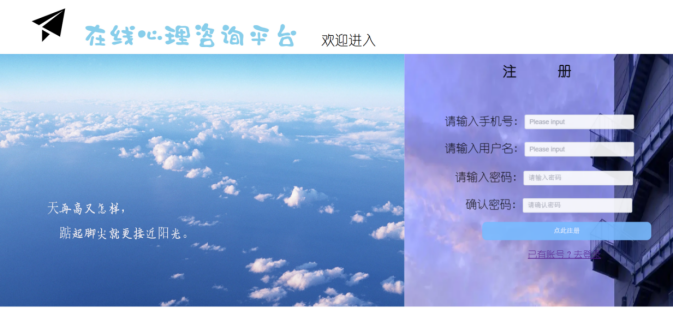 在线心理咨询平台 欢迎进入
注 册
请输入手机号: Please input
请输入用户名: Please input
请输入密码: 请输入密码
确认密码: 请确认密码
点此注册
已有账号?去登
天再高又怎样,
踮起脚尖就更接近阳光。